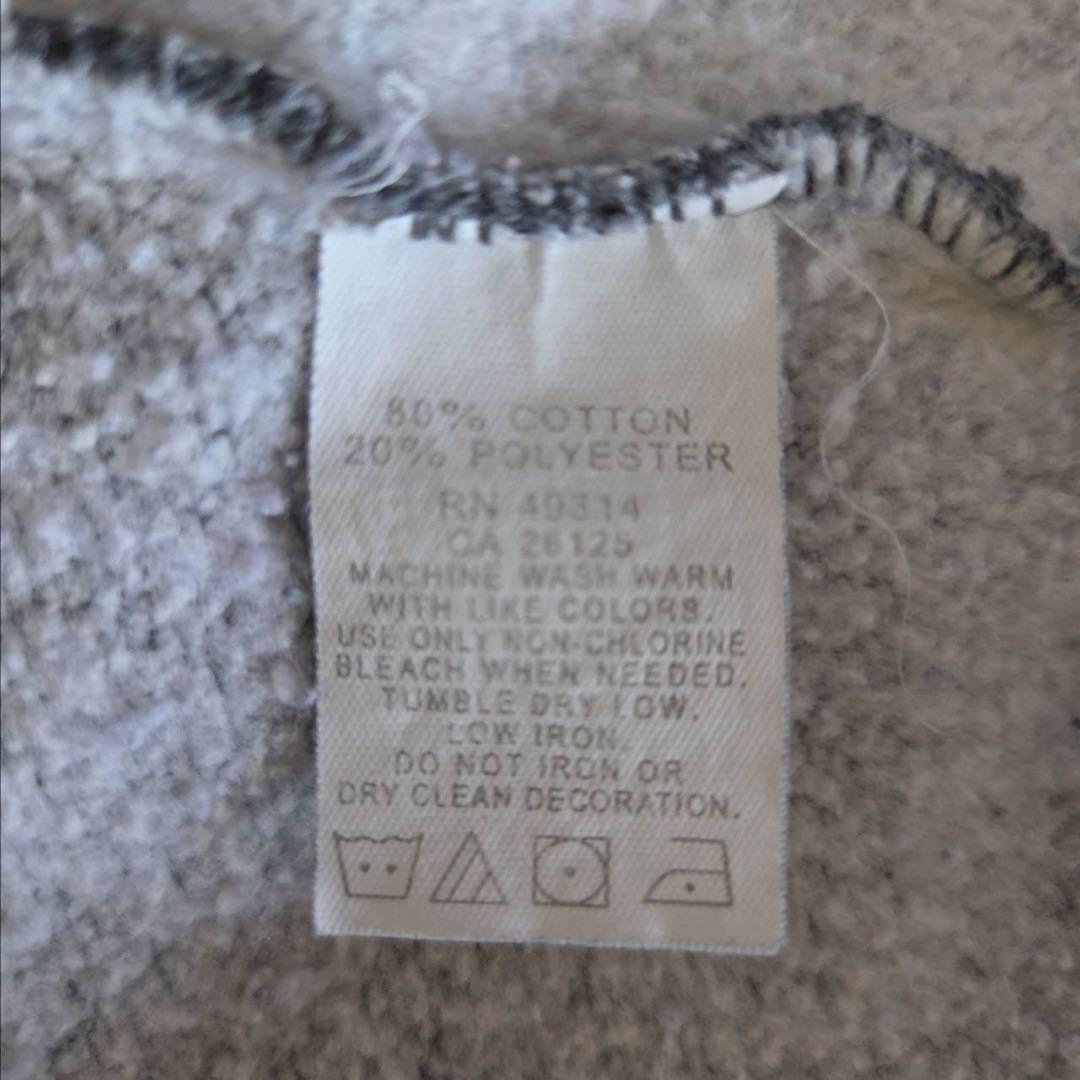 80% COTTON
20% POLYESTER
RN 49314
CA 26125
MACHINE WASH WARM
WITH LIKE COLORS.
USE ONLY NON-CHLORINE
BLEACH WHEN NEEDED.
TUMBLE DRY LOW.
LOW IRON.
DO NOT IRON OR
DRY CLEAN DECORATION.